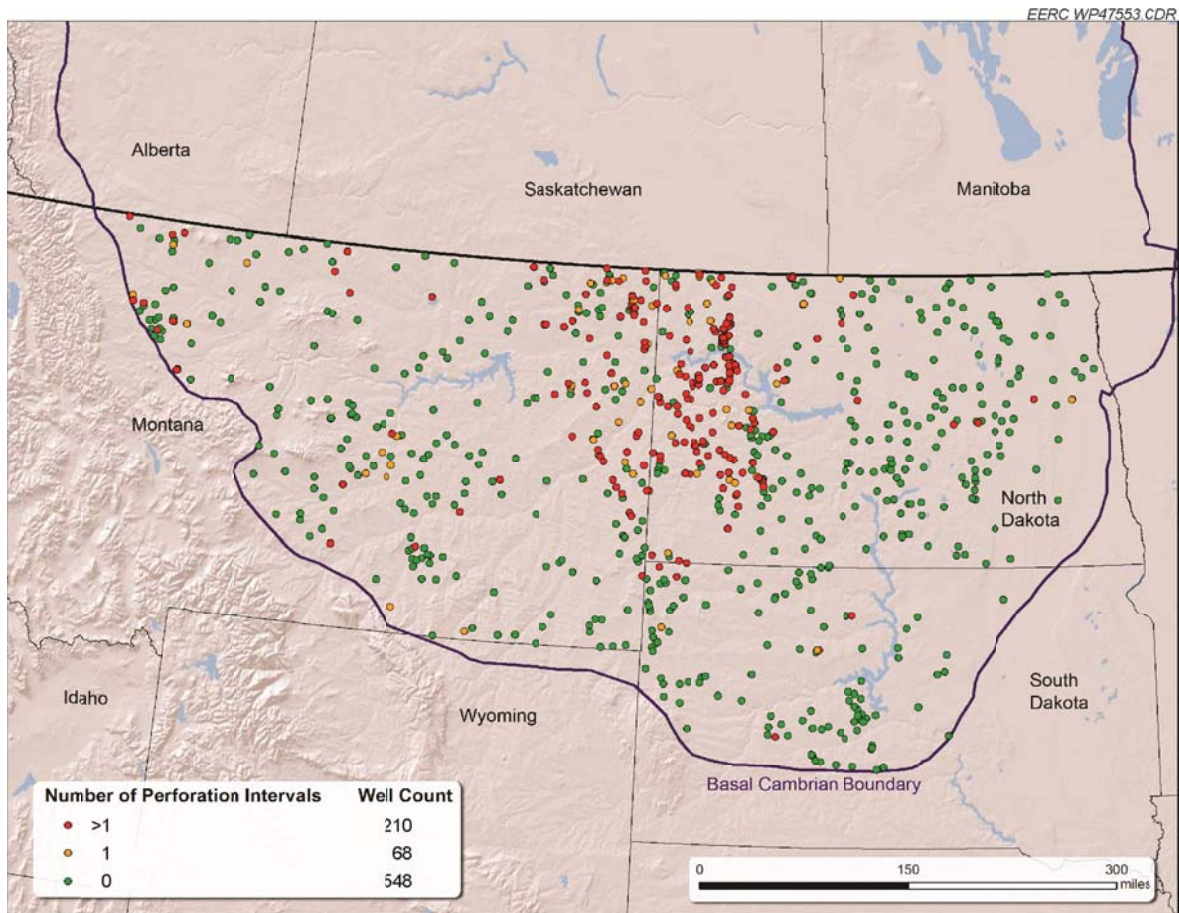 EERC WP47553.CDR
Alberta
Saskatchewan
Manitoba
Montana
North
Dakota
South
Dakota
Idaho
Wyoming
Basal Cambrian Boundary
Number of Perforation Intervals Well Count
>1 210
1 68
0 548
0 150 300
miles